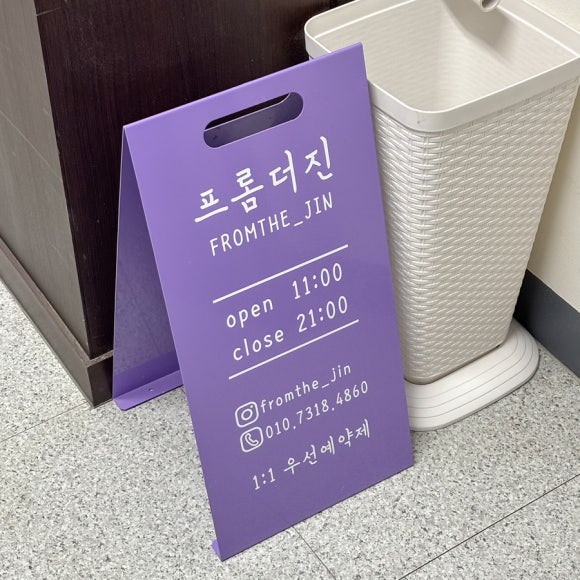 프롬더진
FROMTHE_JIN
open 11:00
close 21:00
fromthe_jin
010.7318.4860
1:1 우선예약제